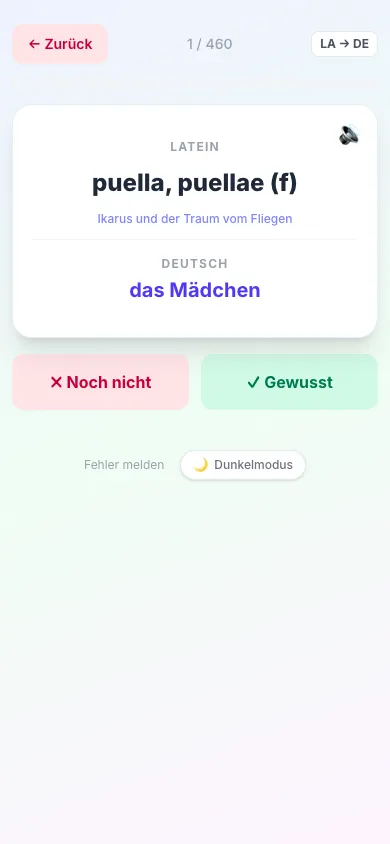 ← Zurück
1 / 460
LA → DE
LATEIN
puella, puellae (f)
Ikarus und der Traum vom Fliegen
DEUTSCH
das Mädchen
✕ Noch nicht
✓ Gewusst
Fehler melden
🌙 Dunkelmodus